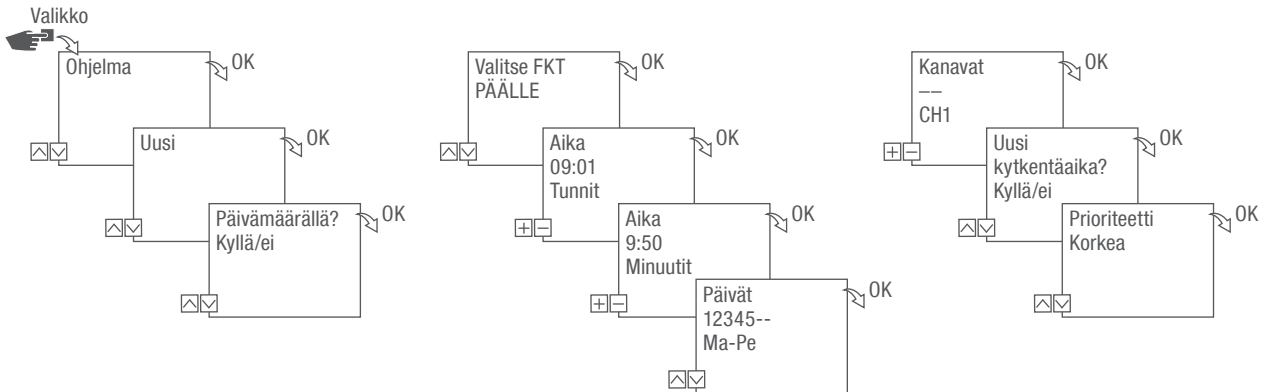 Valikko
Ohjelma
OK
Uusi
OK
Päivämäärällä?
Kyllä/ei
OK
Valitse FKT
PÄÄLLE
OK
Aika
09:01
Tunnit
OK
Aika
9:50
Minuutit
OK
Päivät
12345--
Ma-Pe
OK
Kanavat
––
CH1
OK
Uusi
kytkentäaika?
Kyllä/ei
OK
Prioriteetti
Korkea
OK